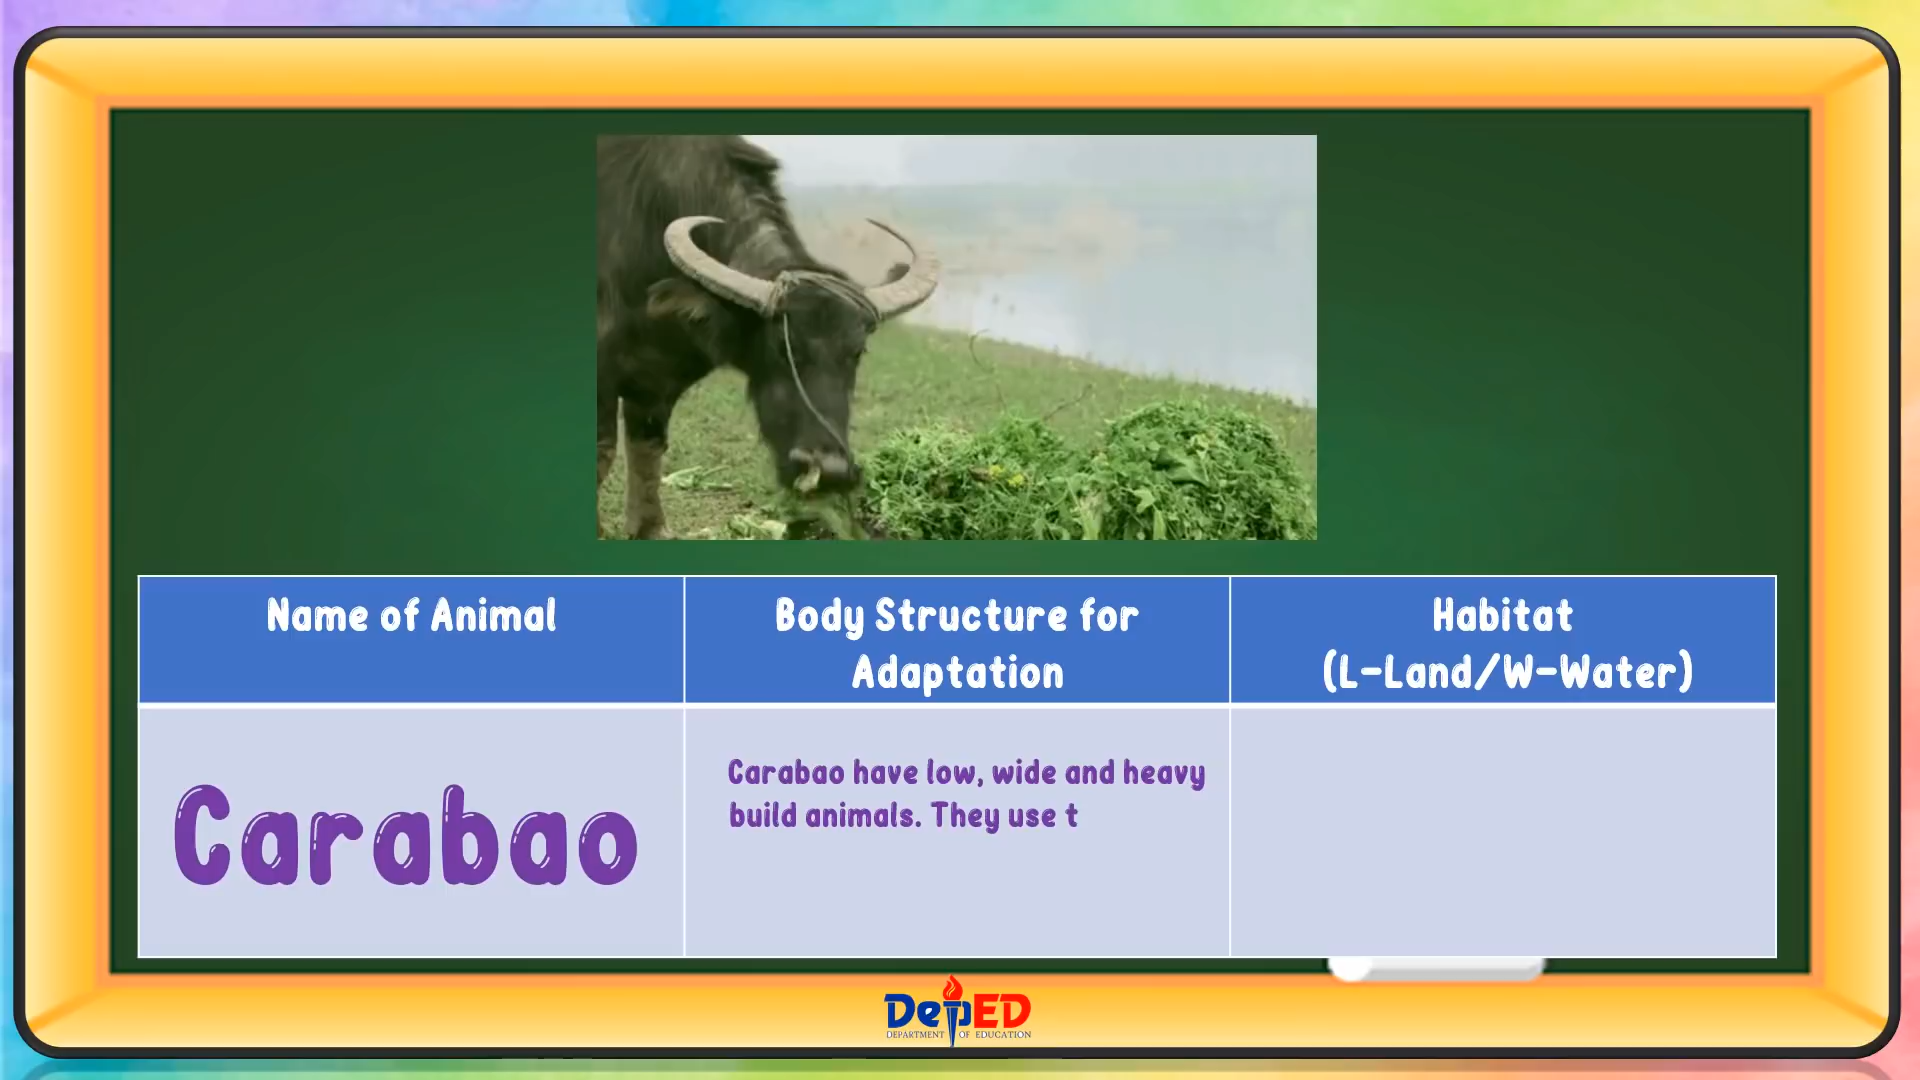 Name of Animal
Body Structure for
Adaptation
Habitat
(L-Land/W-Water)
Carabao
Carabao have low, wide and heavy
build animals. They use t
DepED
DEPARTMENT OF EDUCATION